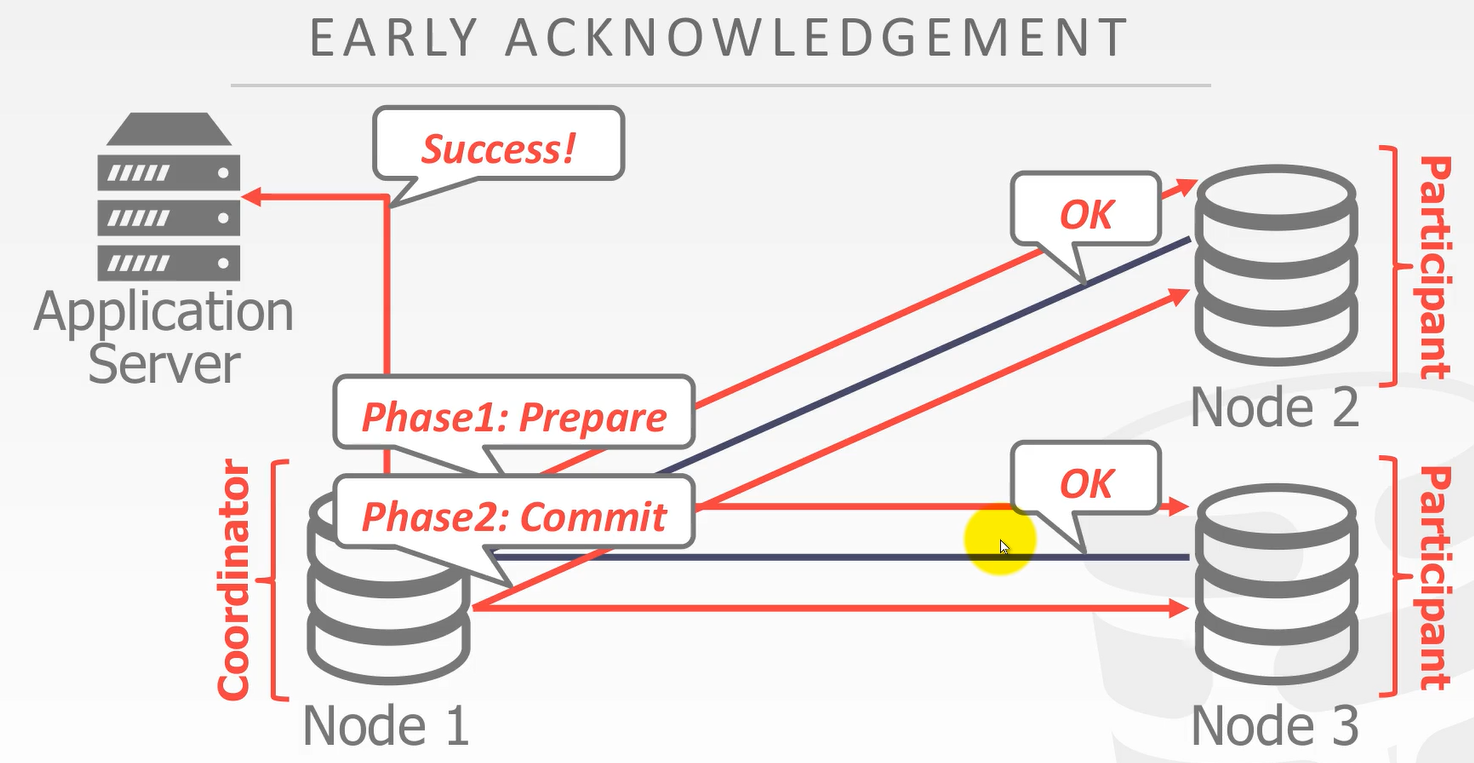 EARLY ACKNOWLEDGEMENT
Success!
OK
Participant
Application
Server
Phase1: Prepare
Node 2
Coordinator
Phase2: Commit
OK
Participant
Node 1
Node 3